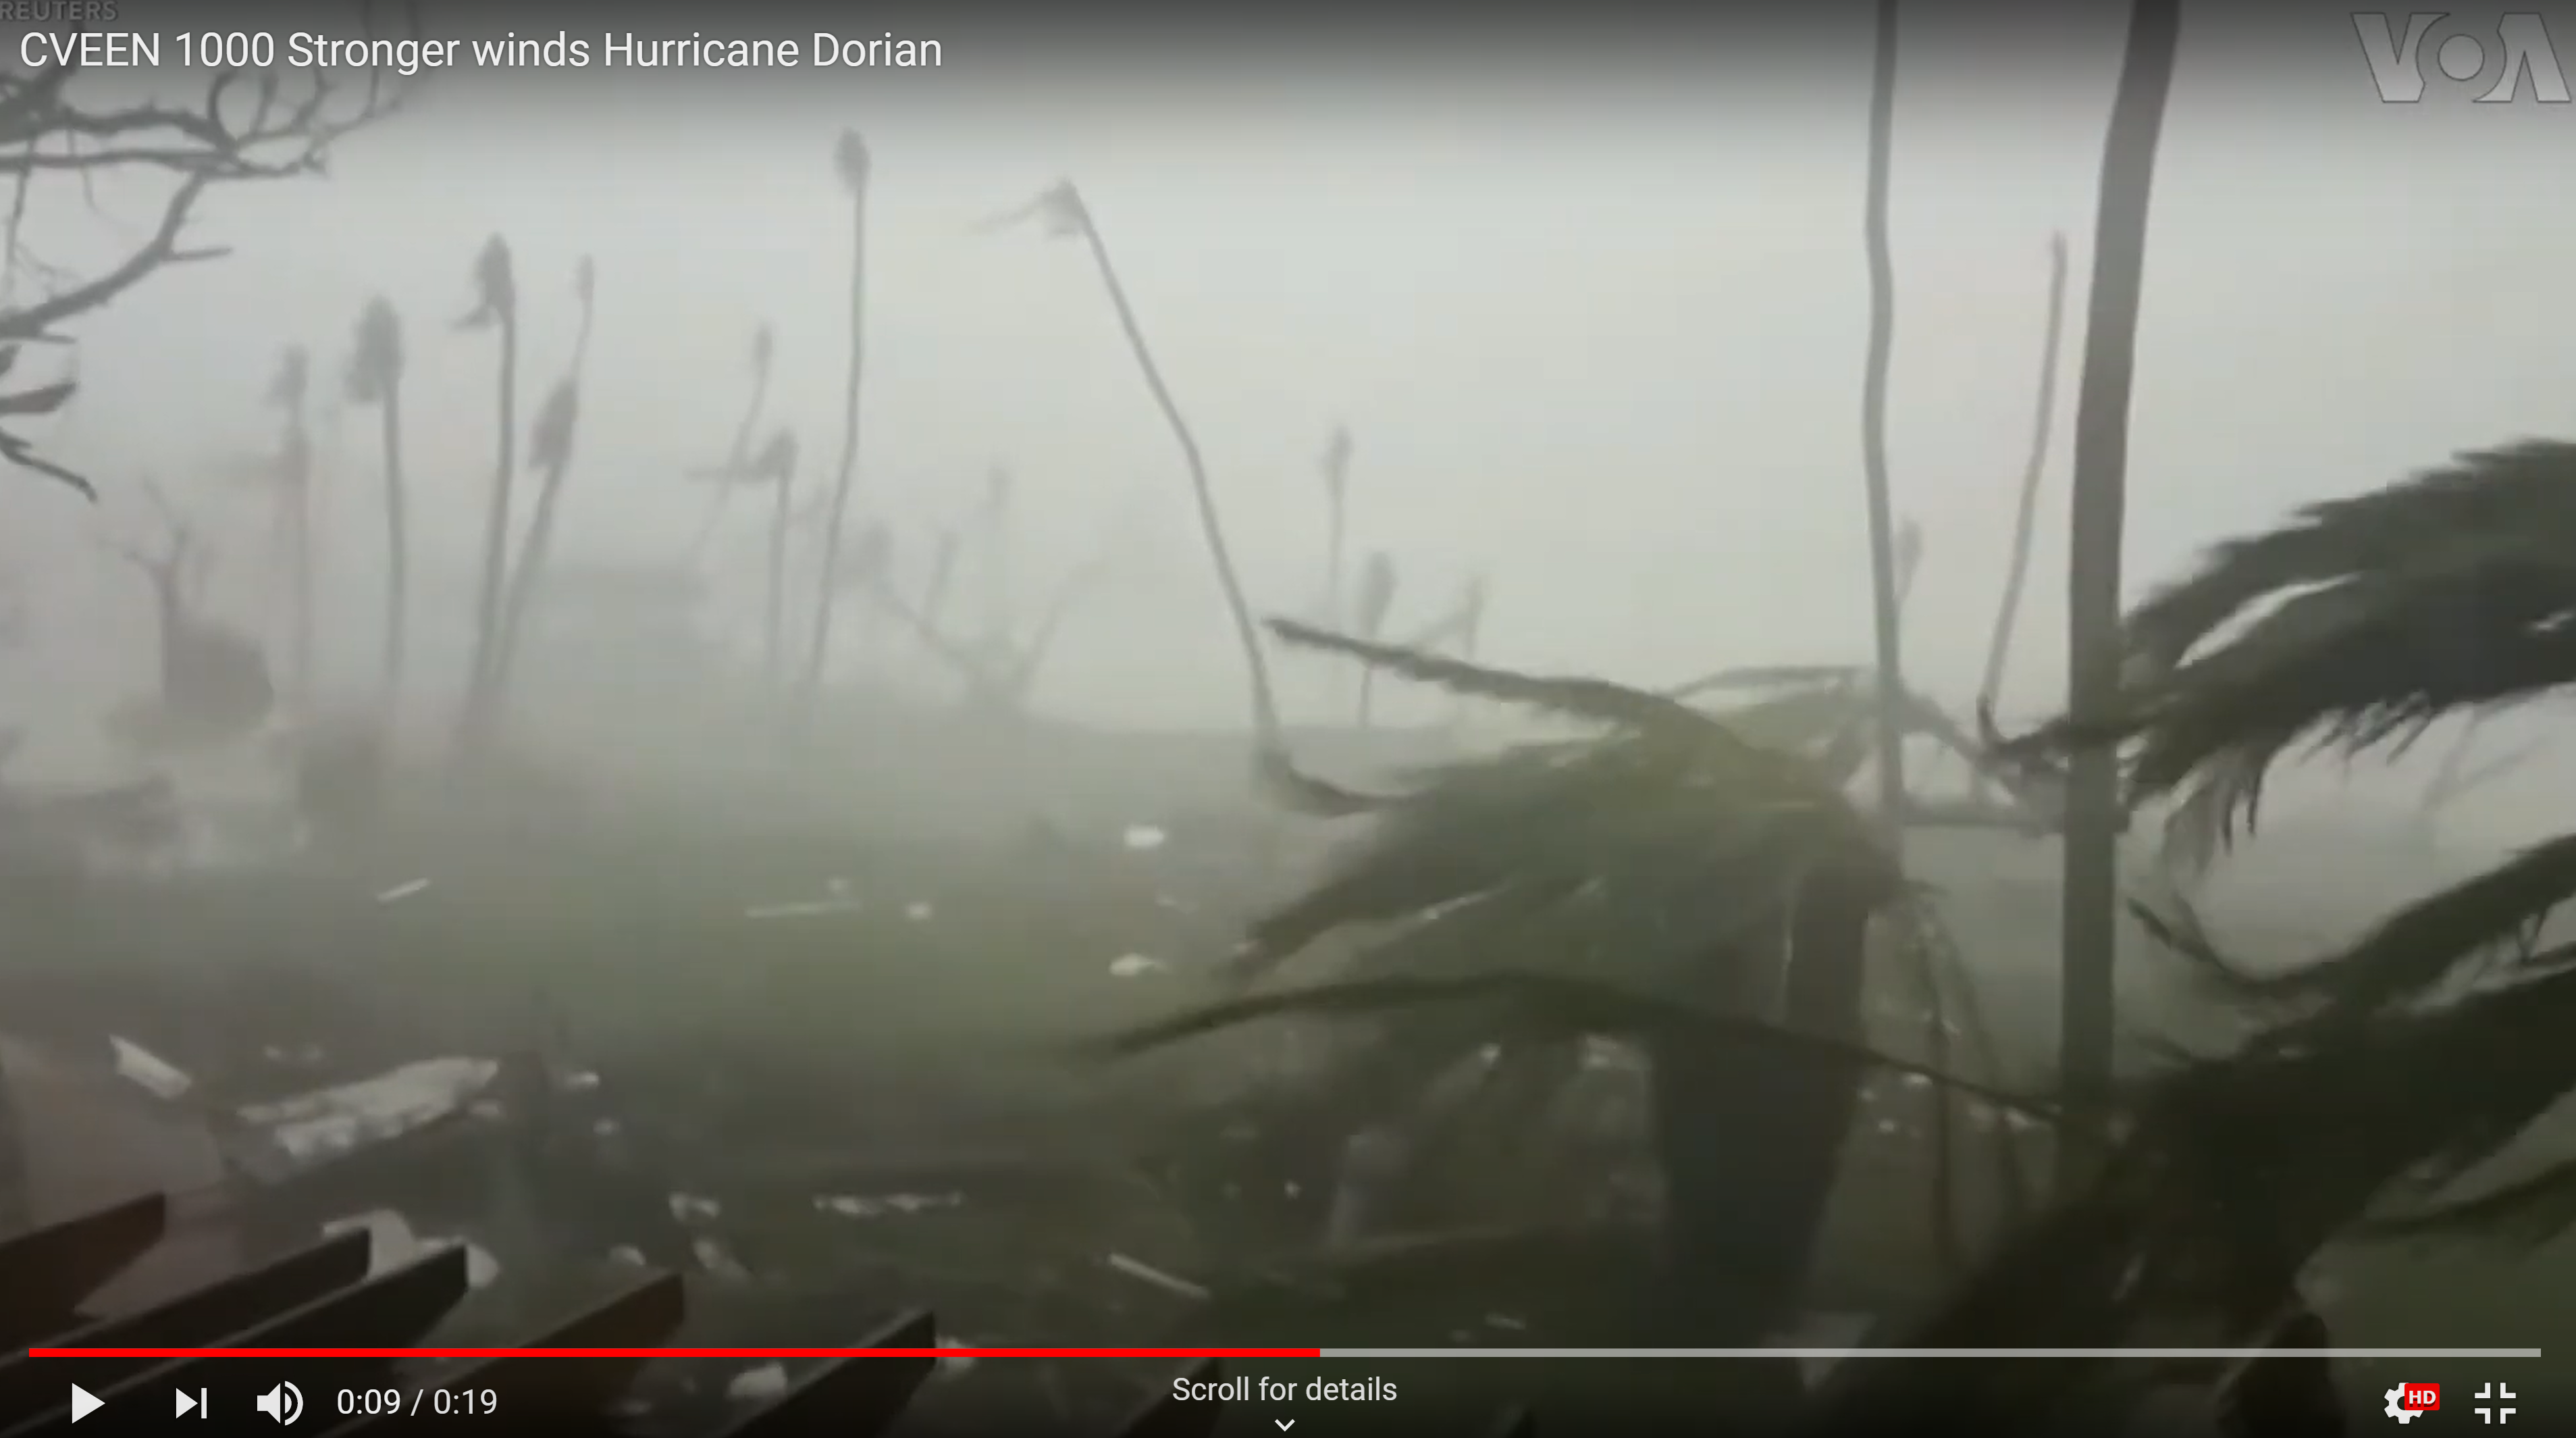 REUTERS
CVEEN 1000 Stronger winds Hurricane Dorian
VOA
0:09 / 0:19
Scroll for details
HD